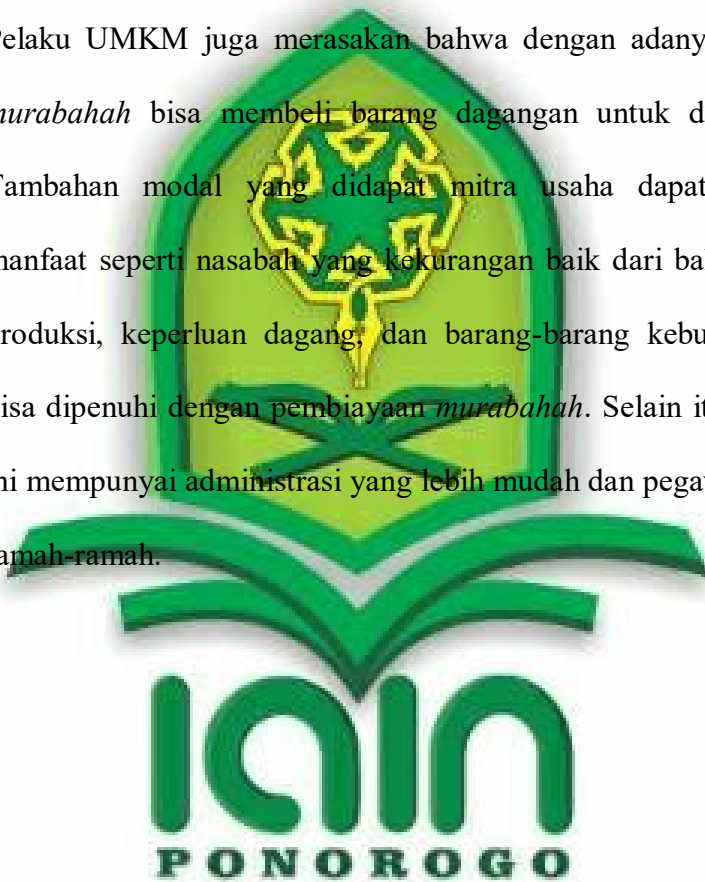 Pelaku UMKM juga merasakan bahwa dengan adany
murabahah bisa membeli barang dagangan untuk d
Tambahan modal yang didapat mitra usaha dapat
manfaat seperti nasabah yang kekurangan baik dari ba
produksi, keperluan dagang, dan barang-barang kebu
bisa dipenuhi dengan pembiayaan murabahah. Selain it
ni mempunyai administrasi yang lebih mudah dan pega
ramah-ramah.
IAIN
PONOROGO